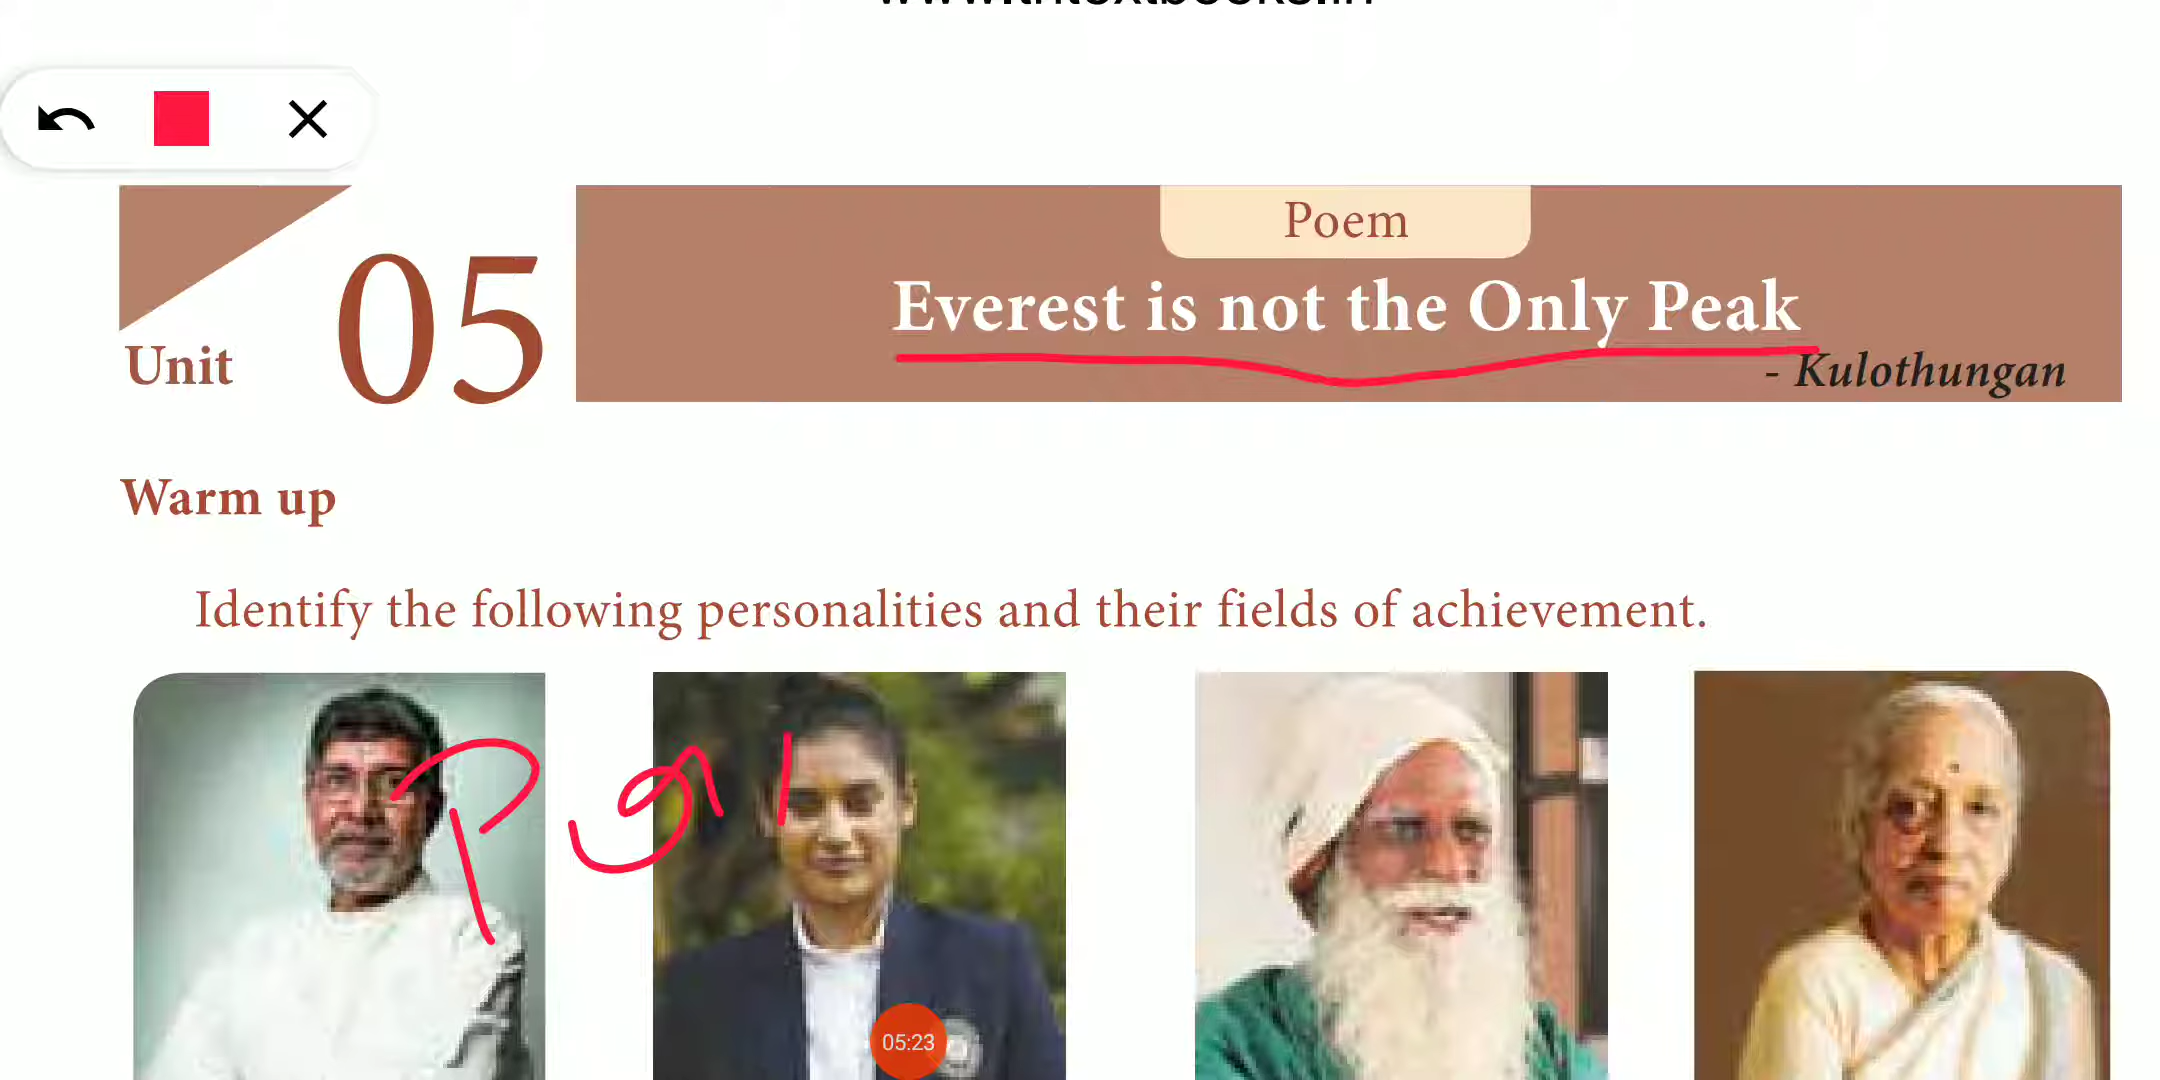 Poem
Everest is not the Only Peak
- Kulothungan
Unit 05
Warm up
Identify the following personalities and their fields of achievement.
05:23